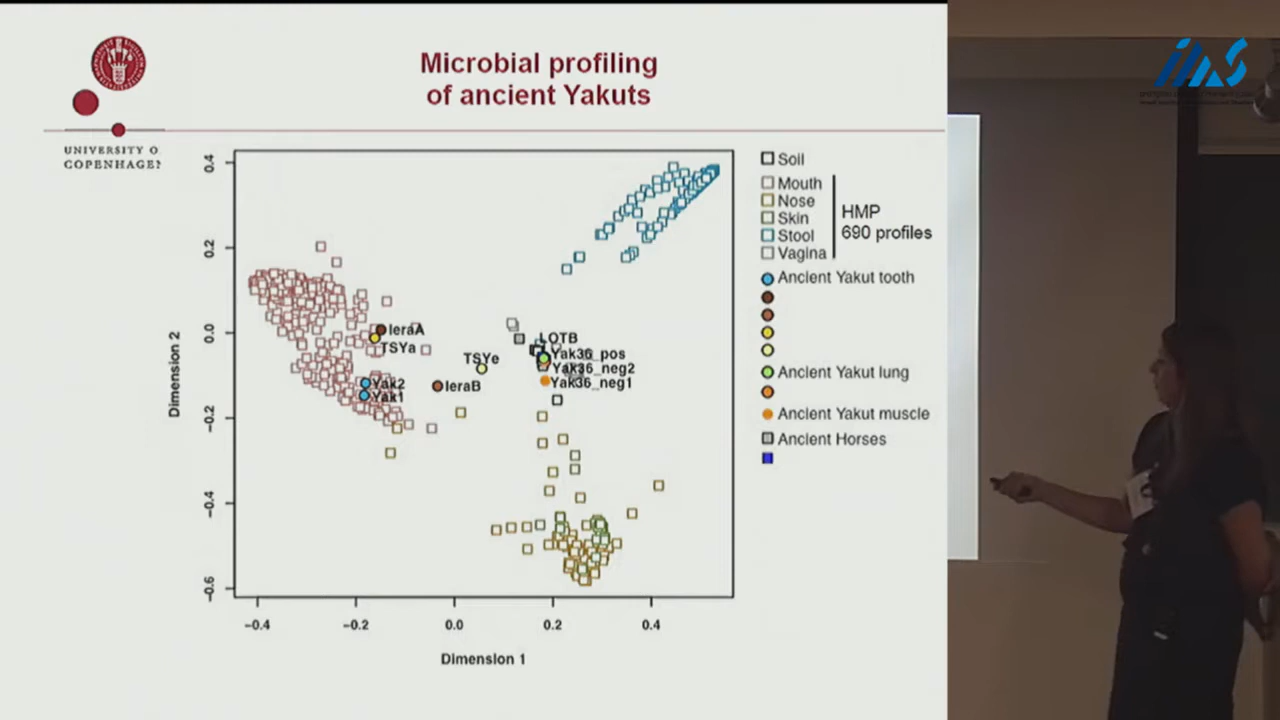 Microbial profiling
of ancient Yakuts
UNIVERSITY O
COPENHAGE?
0.4
0.2
0.0
−0.2
−0.4
−0.6
Dimension 2
−0.4
−0.2
0.0
0.2
0.4
Dimension 1
IeraA
TSYa
TSYe
Yak2
IeraB
Yak1
LOTB
Yak36_pos
Yak36_neg2
Yak36_neg1
Soil
Mouth
Nose
Skin
Stool
Vagina
HMP
690 profiles
Ancient Yakut tooth
Ancient Yakut lung
Ancient Yakut muscle
Ancient Horses
IIAS